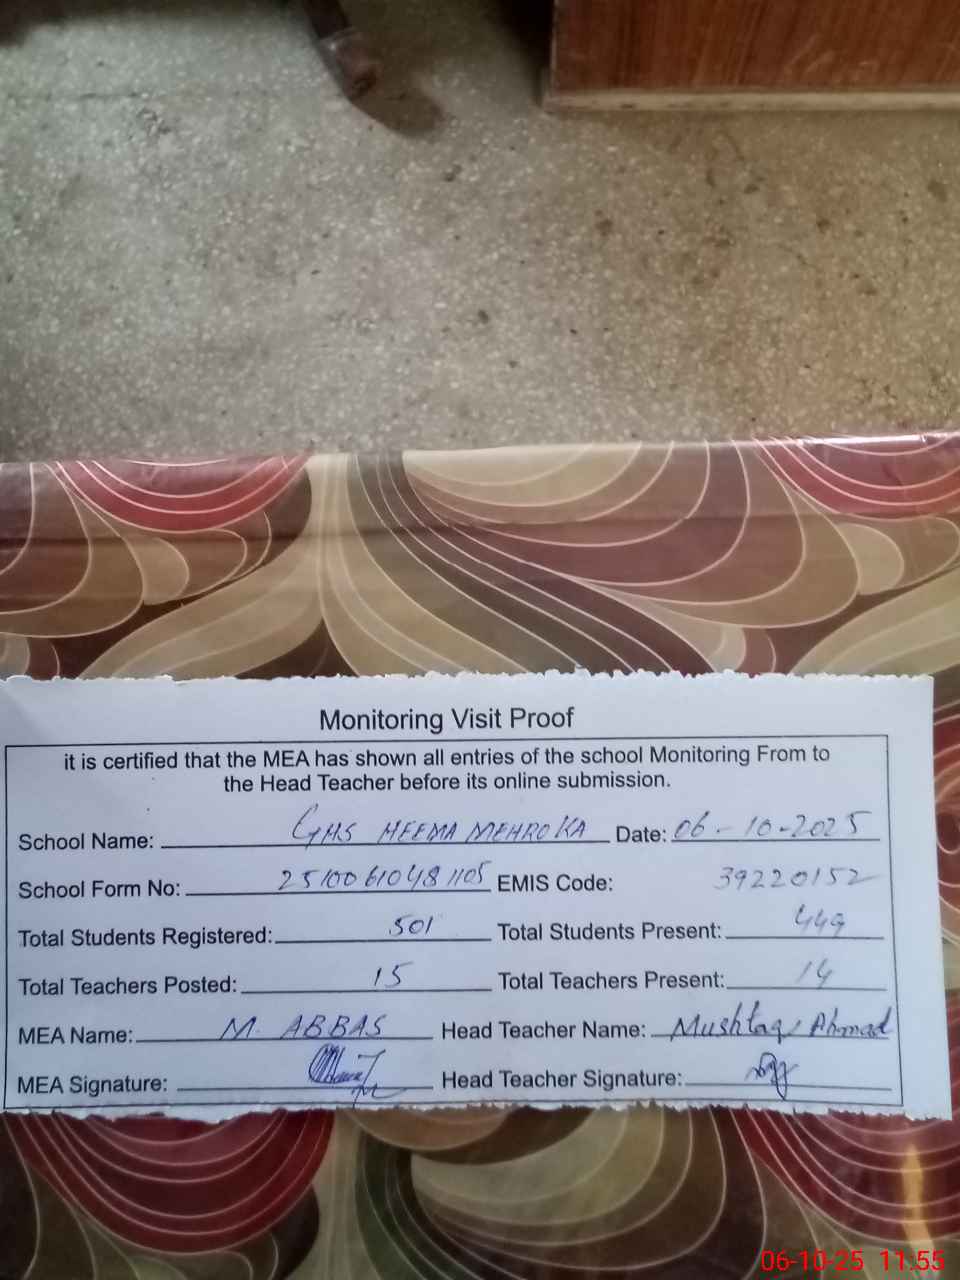 Monitoring Visit Proof
it is certified that the MEA has shown all entries of the school Monitoring From to
the Head Teacher before its online submission.
School Name: GHS HEEMA MEHROKA Date: 06-10-2025
School Form No: 25100610481105 EMIS Code: 39220152
Total Students Registered: 501 Total Students Present: 449
Total Teachers Posted: 15 Total Teachers Present: 14
MEA Name: M. ABBAS Head Teacher Name: Mushtaq Ahmad
MEA Signature: Head Teacher Signature:
06-10-25 11:55